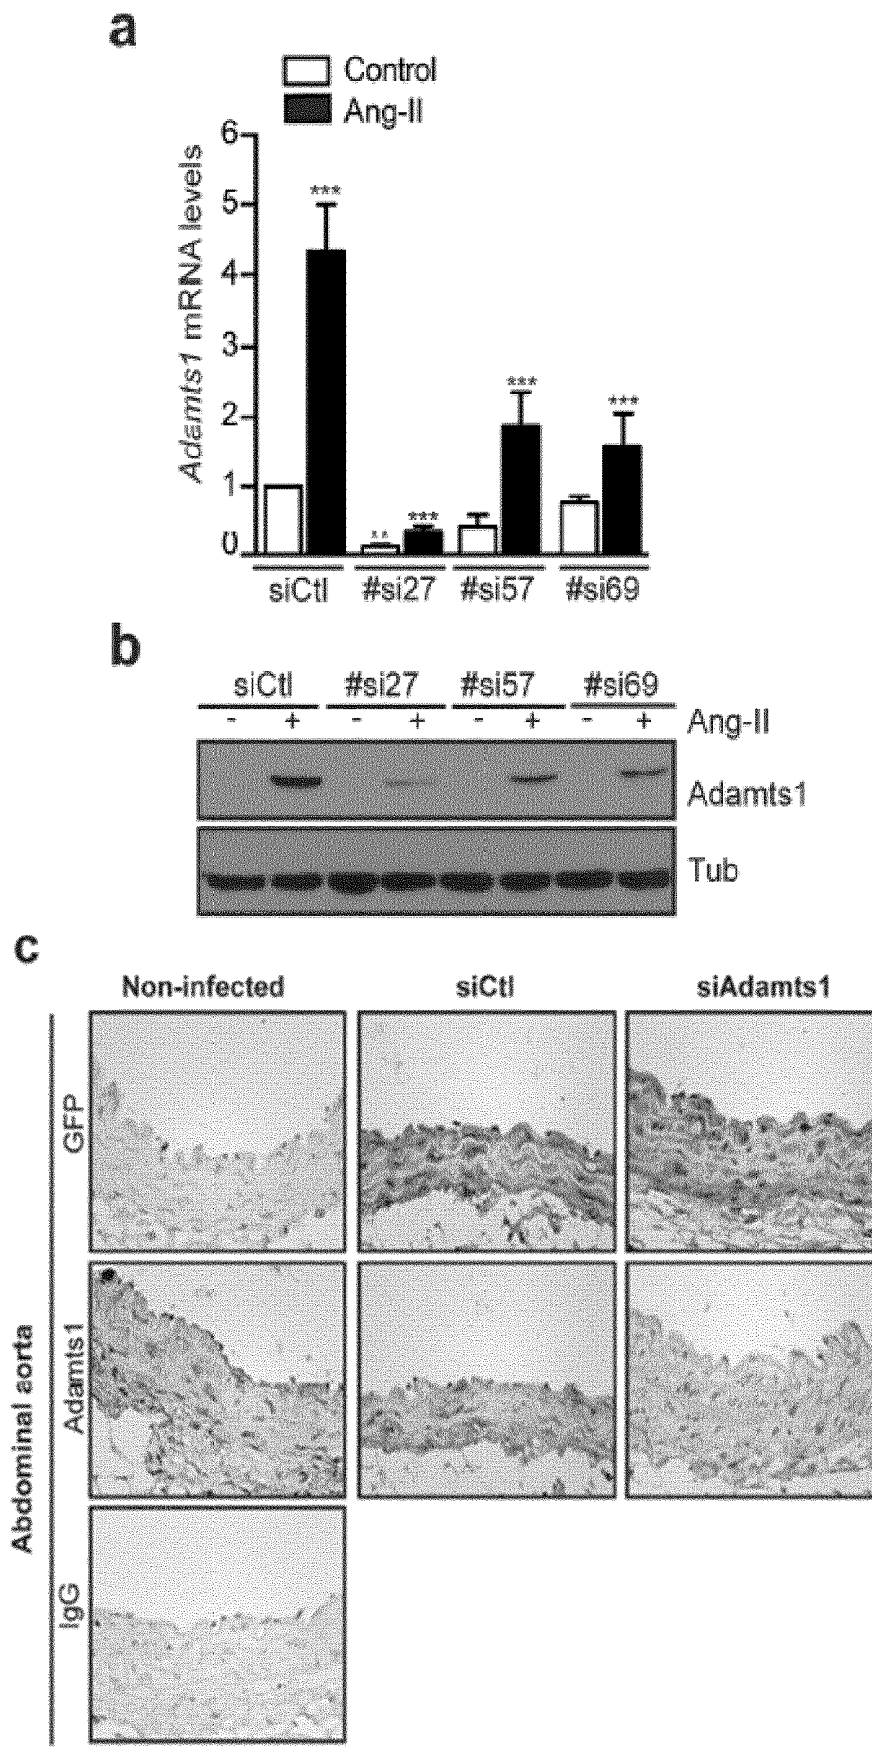 a
Control
Ang-II
Adamts1 mRNA levels
6
5
4
3
2
1
0
***
**
***
***
***
siCtl #si27 #si57 #si69
b
siCtl #si27 #si57 #si69
- + - + - + - + Ang-II
Adamts1
Tub
c
Non-infected siCtl siAdamts1
Abdominal aorta
GFP
Adamts1
IgG